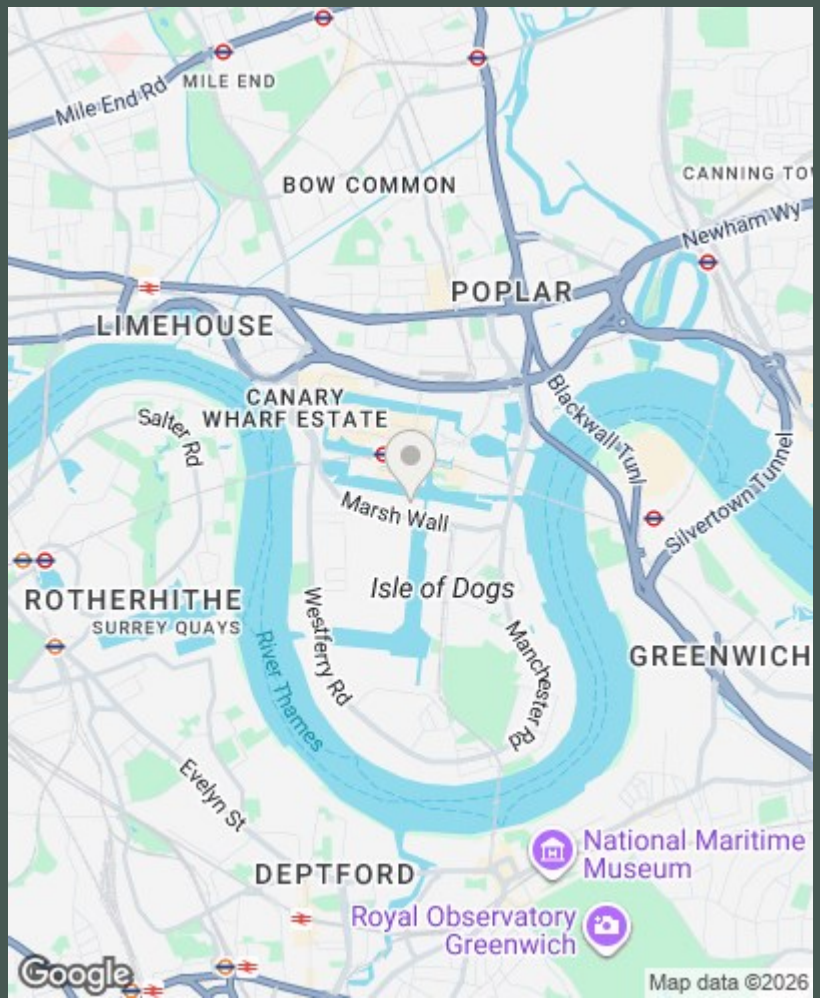 MILE END
Mile End Rd
BOW COMMON
CANNING TOW
Newham Wy
POPLAR
LIMEHOUSE
CANARY
WHARF ESTATE
Salter Rd
Blackwall Tunl
Silvertown Tunnel
Marsh Wall
Isle of Dogs
ROTHERHITHE
SURREY QUAYS
Westferry Rd
River Thames
Manchester Rd
GREENWICH
Evelyn St
National Maritime
Museum
DEPTFORD
Royal Observatory
Greenwich
Google
Map data ©2026